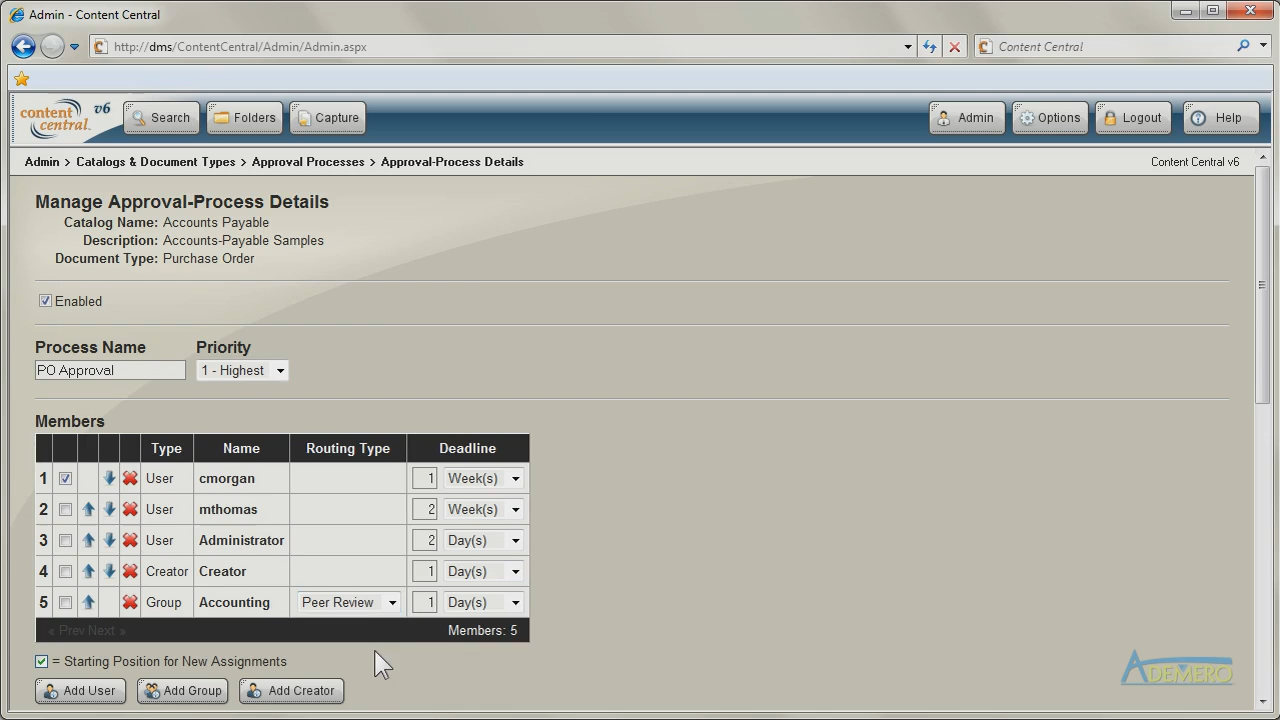 Admin - Content Central
http://dms/ContentCentral/Admin/Admin.aspx
Content Central
content central. v6
Search
Folders
Capture
Admin
Options
Logout
Help
Admin > Catalogs & Document Types > Approval Processes > Approval-Process Details
Content Central v6
Manage Approval-Process Details
Catalog Name: Accounts Payable
Description: Accounts-Payable Samples
Document Type: Purchase Order
Enabled
Process Name Priority
PO Approval 1 - Highest
Members
Type Name Routing Type Deadline
1 User cmorgan 1 Week(s)
2 User mthomas 2 Week(s)
3 User Administrator 2 Day(s)
4 Creator Creator 1 Day(s)
5 Group Accounting Peer Review 1 Day(s)
« Prev Next » Members: 5
= Starting Position for New Assignments
Add User Add Group Add Creator
ADEMERO